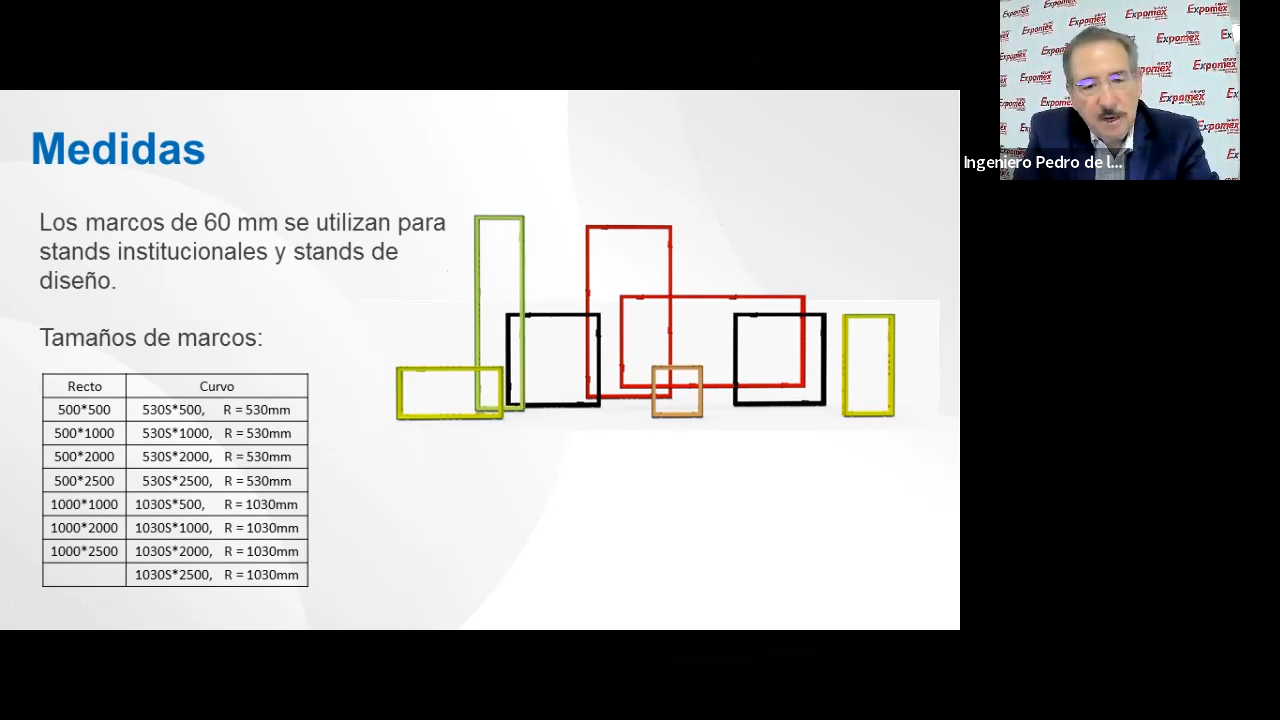 Medidas
Los marcos de 60 mm se utilizan para
stands institucionales y stands de
diseño.
Tamaños de marcos:
Recto Curvo
500*500 530S*500, R = 530mm
500*1000 530S*1000, R = 530mm
500*2000 530S*2000, R = 530mm
500*2500 530S*2500, R = 530mm
1000*1000 1030S*500, R = 1030mm
1000*2000 1030S*1000, R = 1030mm
1000*2500 1030S*2000, R = 1030mm
1030S*2500, R = 1030mm
GRUPO
Expomex
Ingeniero Pedro de l...